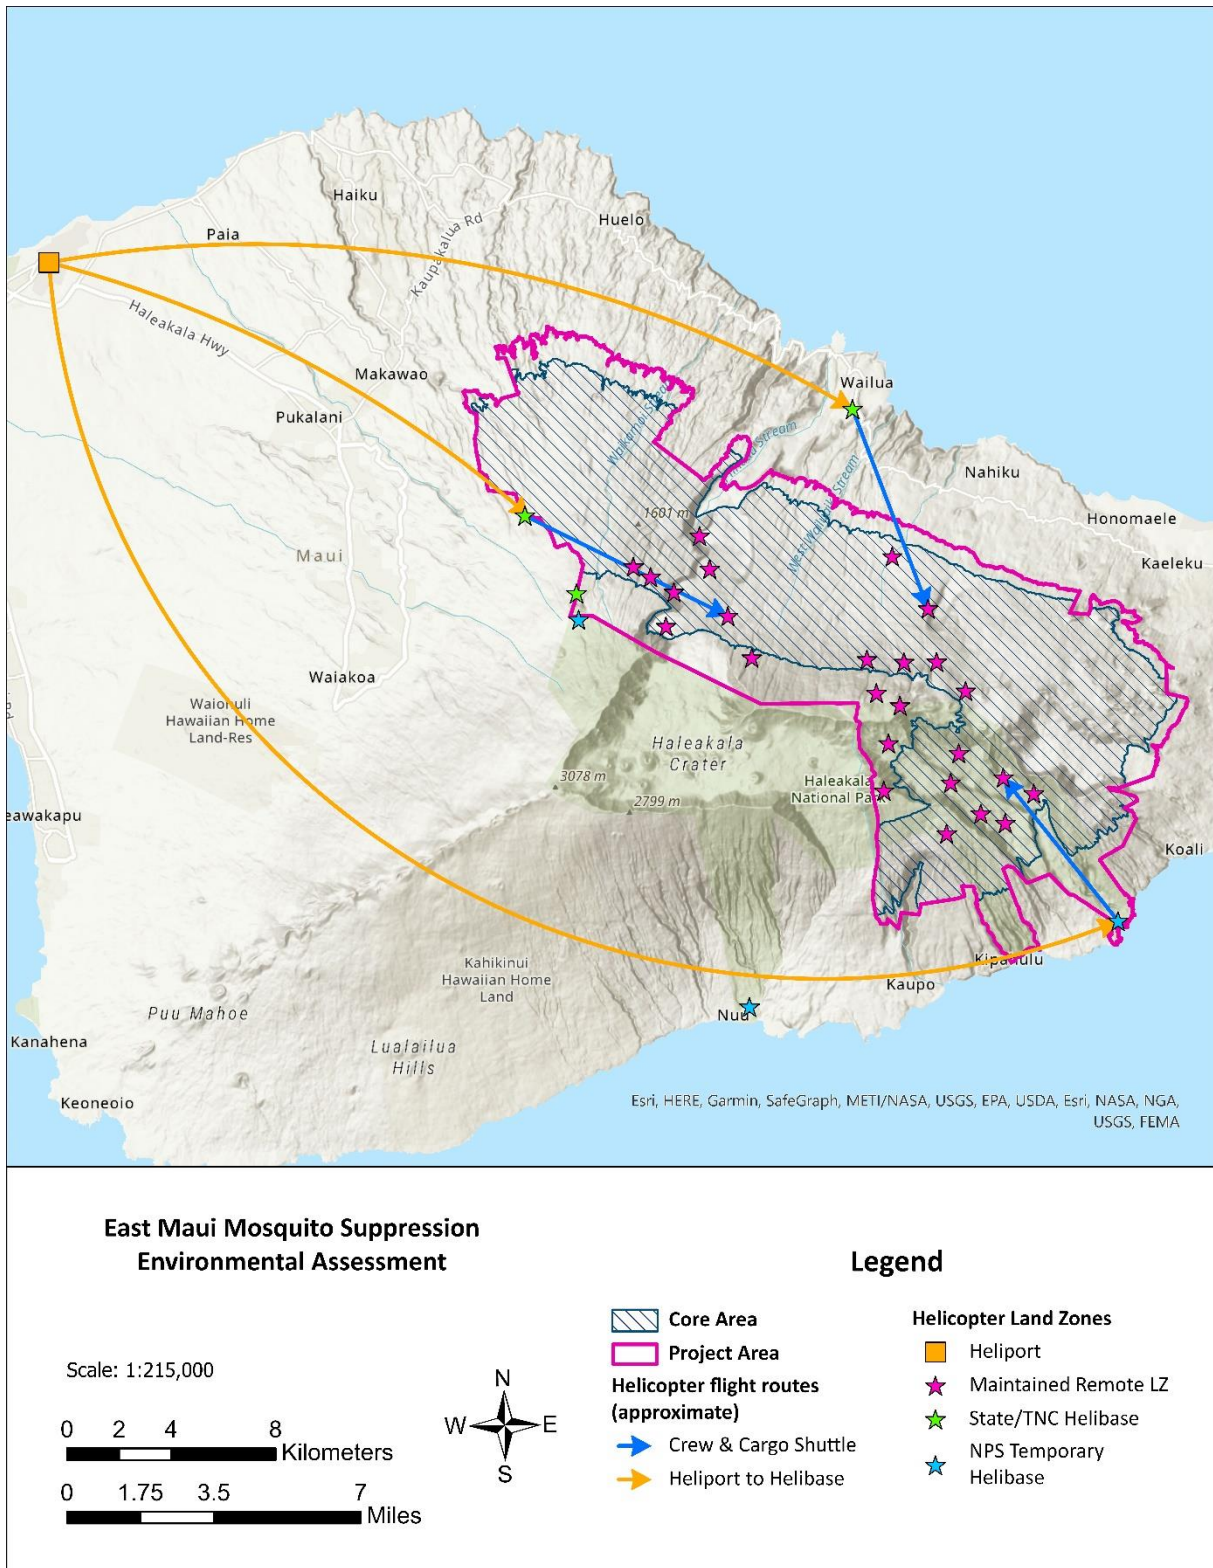 Haiku
Huelo
Paia
Kaupakalua Rd
Haleakala Hwy
Makawao
Wailua
Pukalani
Waikamoi Stream
Stream
West Wailuaiki Stream
Nahiku
1601 m
Honomaele
Maui
Kaeleku
Waiakoa
Waiohuli
Hawaiian Home
Land-Res
Haleakala
Crater
3078 m
2799 m
Haleakala
National Park
eawakapu
Koali
Kahikinui
Hawaiian Home
Land
Kipahulu
Kaupo
Puu Mahoe
Nuu
Kanahena
Lualailua
Hills
Keoneoio
Esri, HERE, Garmin, SafeGraph, METI/NASA, USGS, EPA, USDA, Esri, NASA, NGA,
USGS, FEMA
East Maui Mosquito Suppression
Environmental Assessment
Scale: 1:215,000
0 2 4 8
Kilometers
0 1.75 3.5 7
Miles
N
W E
S
Legend
Core Area
Project Area
Helicopter flight routes
(approximate)
Crew & Cargo Shuttle
Heliport to Helibase
Helicopter Land Zones
Heliport
Maintained Remote LZ
State/TNC Helibase
NPS Temporary
Helibase